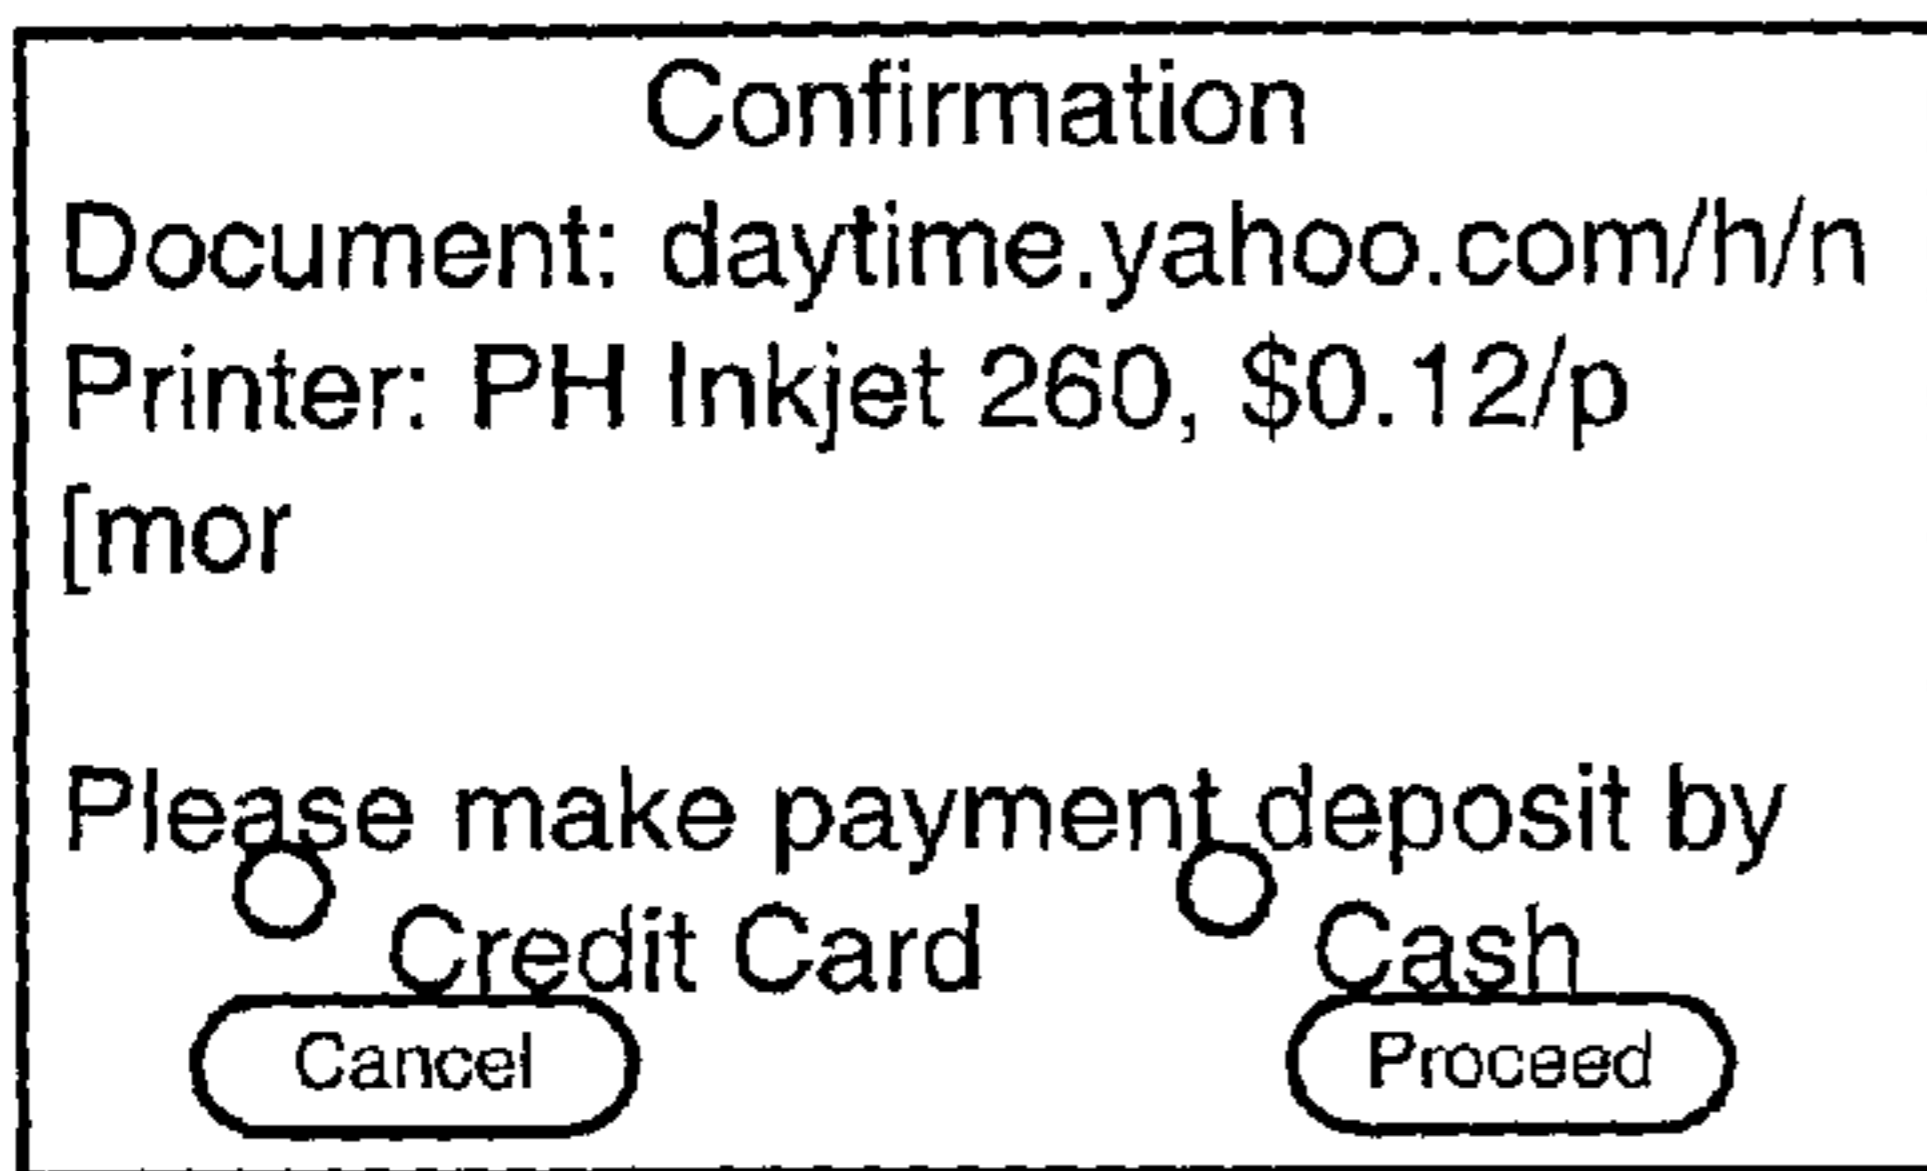 Confirmation
Document: daytime.yahoo.com/h/n
Printer: PH Inkjet 260, $0.12/p
[mor
Please make payment deposit by
Credit Card Cash
Cancel Proceed